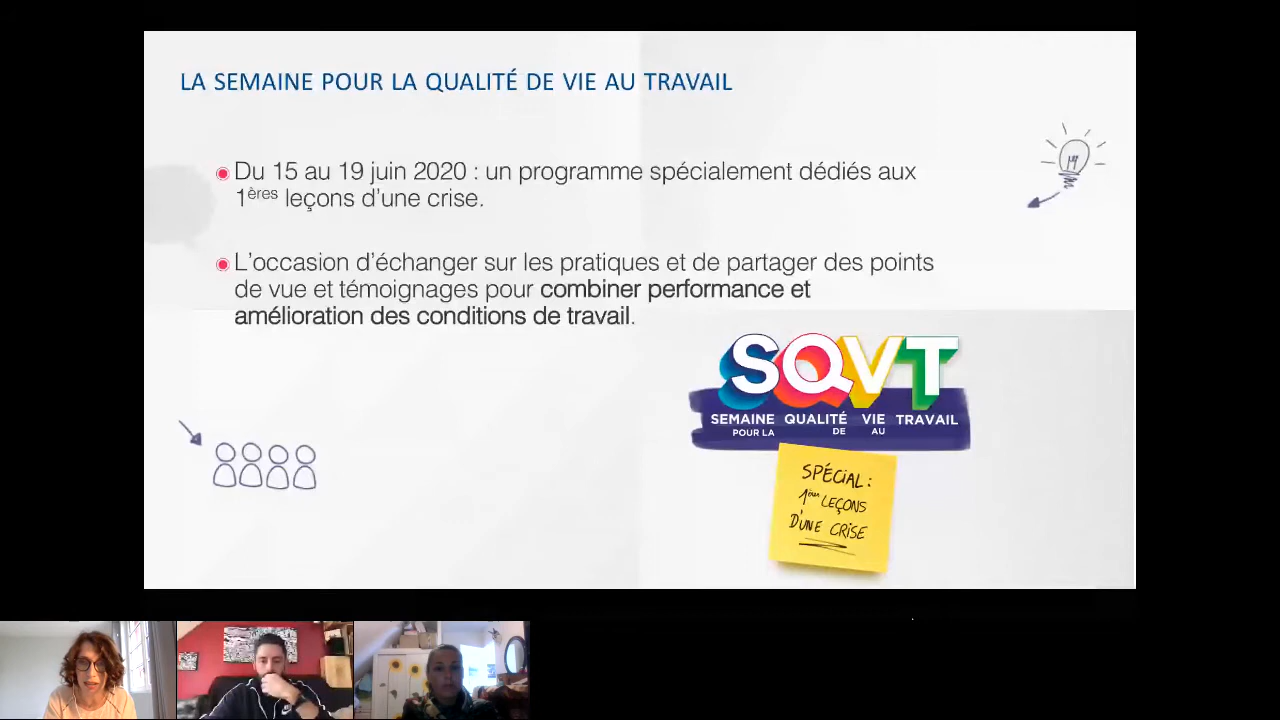 LA SEMAINE POUR LA QUALITÉ DE VIE AU TRAVAIL
Du 15 au 19 juin 2020 : un programme spécialement dédiés aux
1ères leçons d'une crise.
L'occasion d'échanger sur les pratiques et de partager des points
de vue et témoignages pour combiner performance et
amélioration des conditions de travail.
SQVT
SEMAINE QUALITÉ VIE TRAVAIL
POUR LA DE AU
SPÉCIAL :
1ères LEÇONS
D'UNE CRISE